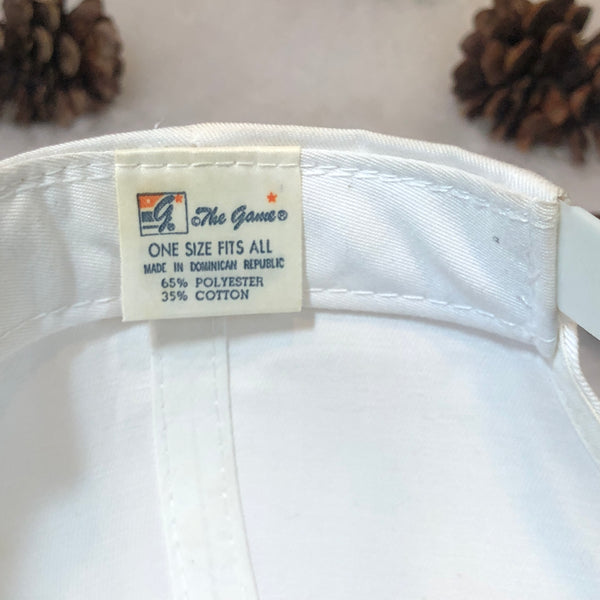 g ® ©The Game®
ONE SIZE FITS ALL
MADE IN DOMINICAN REPUBLIC
65% POLYESTER
35% COTTON